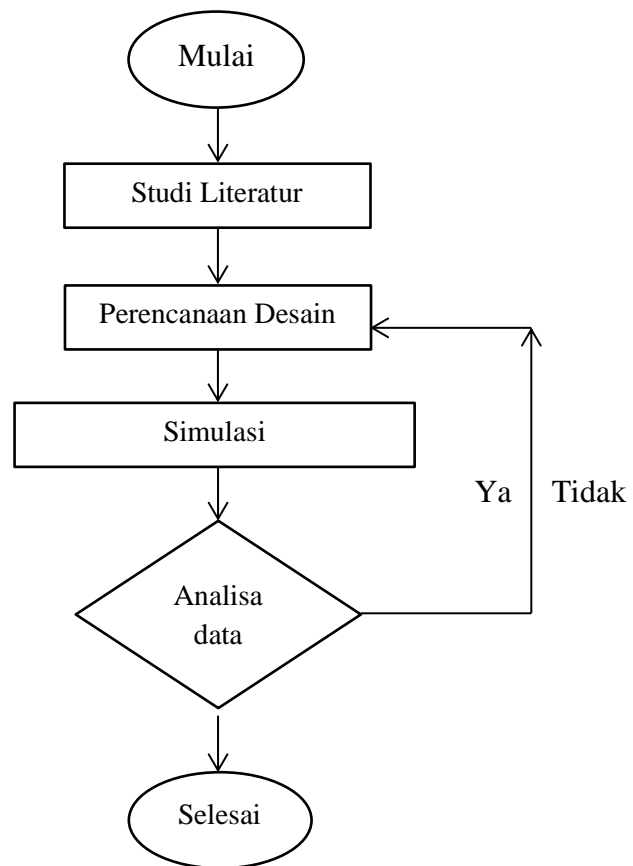 Mulai
Studi Literatur
Perencanaan Desain
Simulasi
Ya Tidak
Analisa
data
Selesai